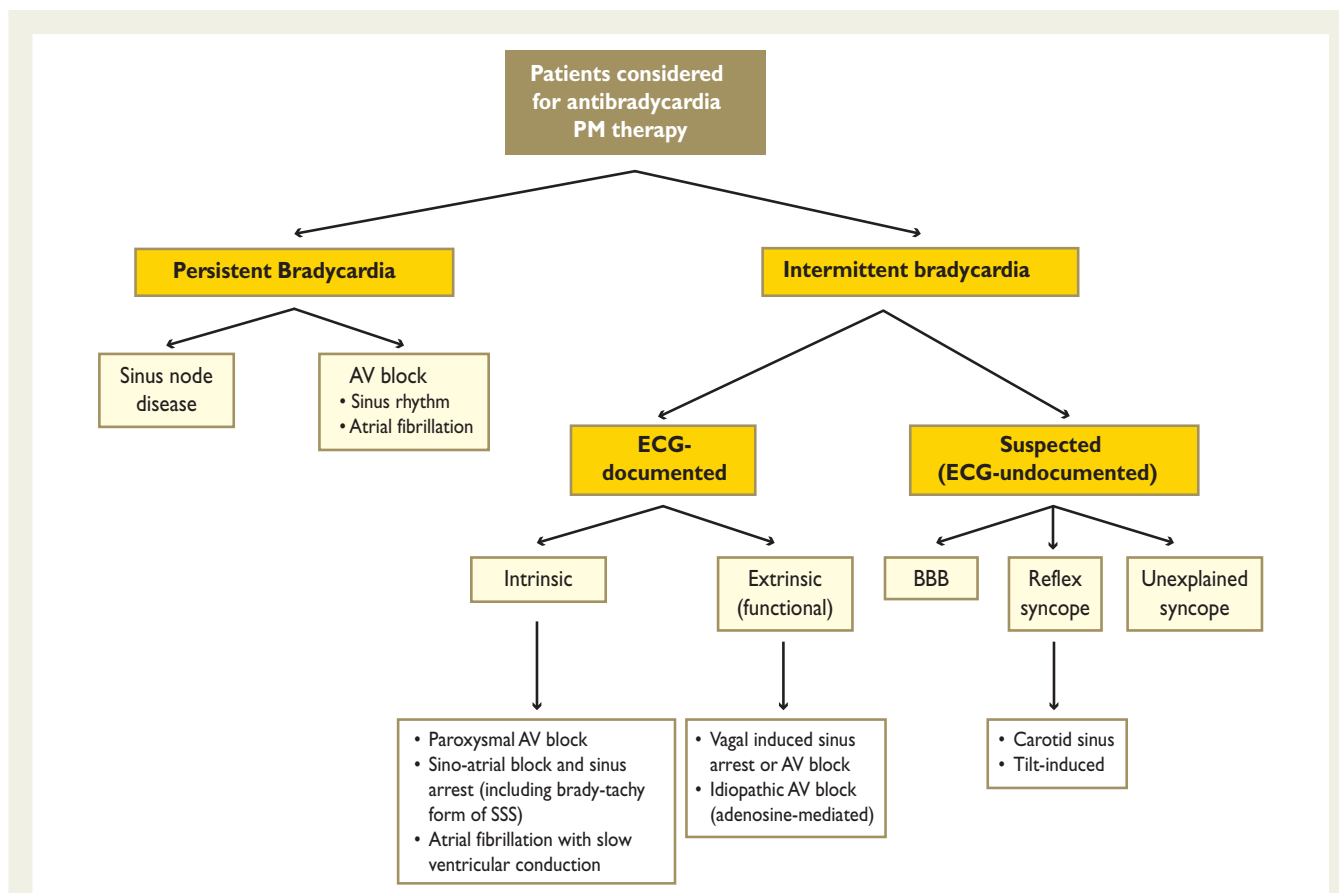 Patients considered
for antibradycardia
PM therapy
Persistent Bradycardia
Intermittent bradycardia
Sinus node
disease
AV block
• Sinus rhythm
• Atrial fibrillation
ECG-
documented
Suspected
(ECG-undocumented)
Intrinsic
Extrinsic
(functional)
BBB
Reflex
syncope
Unexplained
syncope
• Paroxysmal AV block
• Sino-atrial block and sinus
arrest (including brady-tachy
form of SSS)
• Atrial fibrillation with slow
ventricular conduction
• Vagal induced sinus
arrest or AV block
• Idiopathic AV block
(adenosine-mediated)
• Carotid sinus
• Tilt-induced